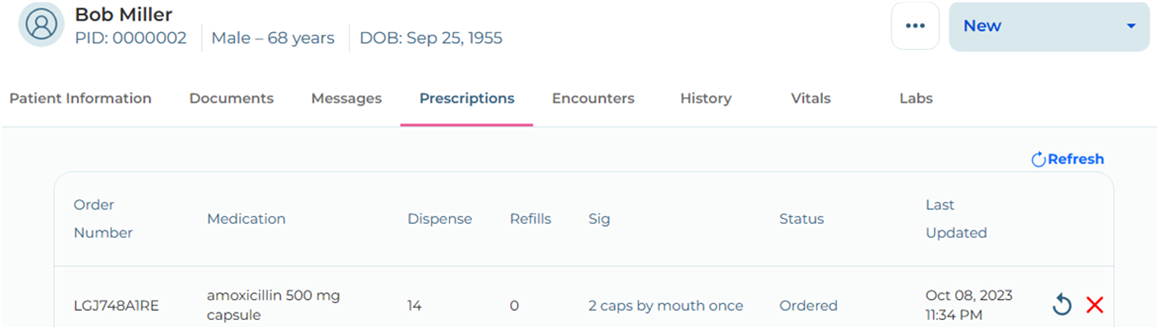 Bob Miller
PID: 0000002 Male – 68 years DOB: Sep 25, 1955
••• New
Patient Information Documents Messages Prescriptions Encounters History Vitals Labs
Refresh
Order Number Medication Dispense Refills Sig Status Last Updated
LGJ748A1RE amoxicillin 500 mg capsule 14 0 2 caps by mouth once Ordered Oct 08, 2023 11:34 PM